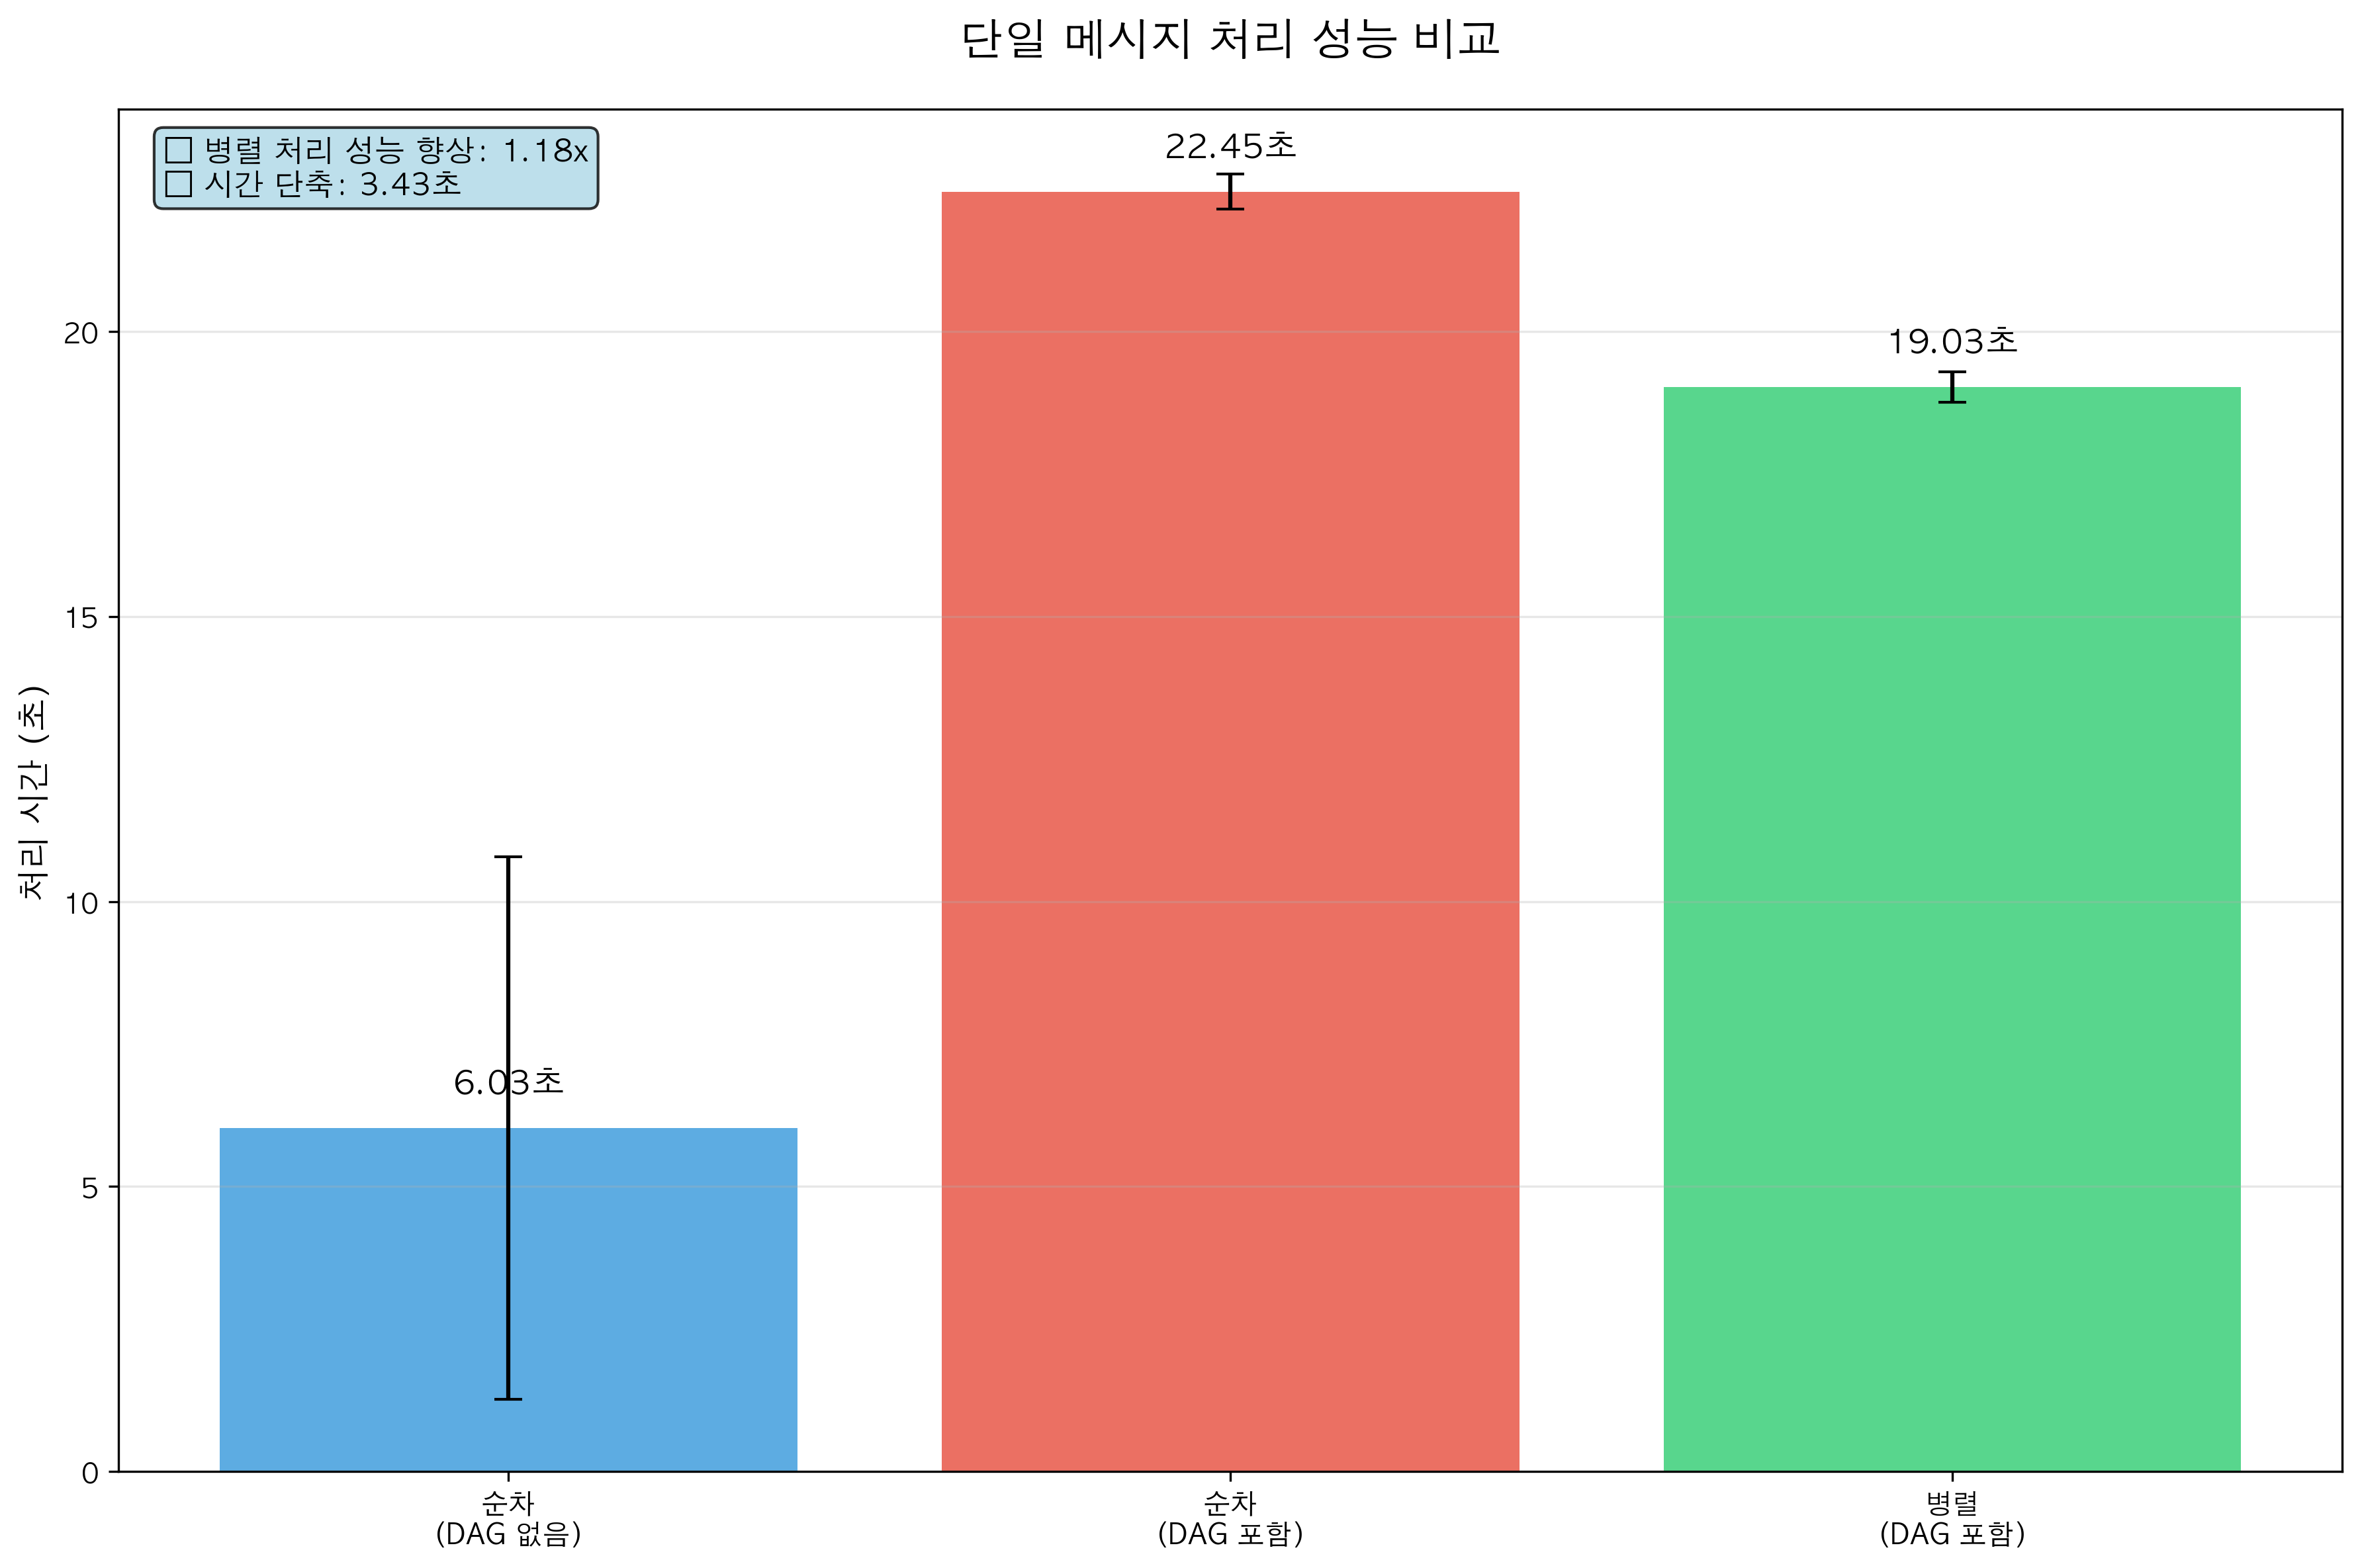 단일 메시지 처리 성능 비교
□ 병렬 처리 성능 향상: 1.18x
□ 시간 단축: 3.43초
22.45초
19.03초
6.03초
처리 시간 (초)
20
15
10
5
0
순차
(DAG 없음)
순차
(DAG 포함)
병렬
(DAG 포함)